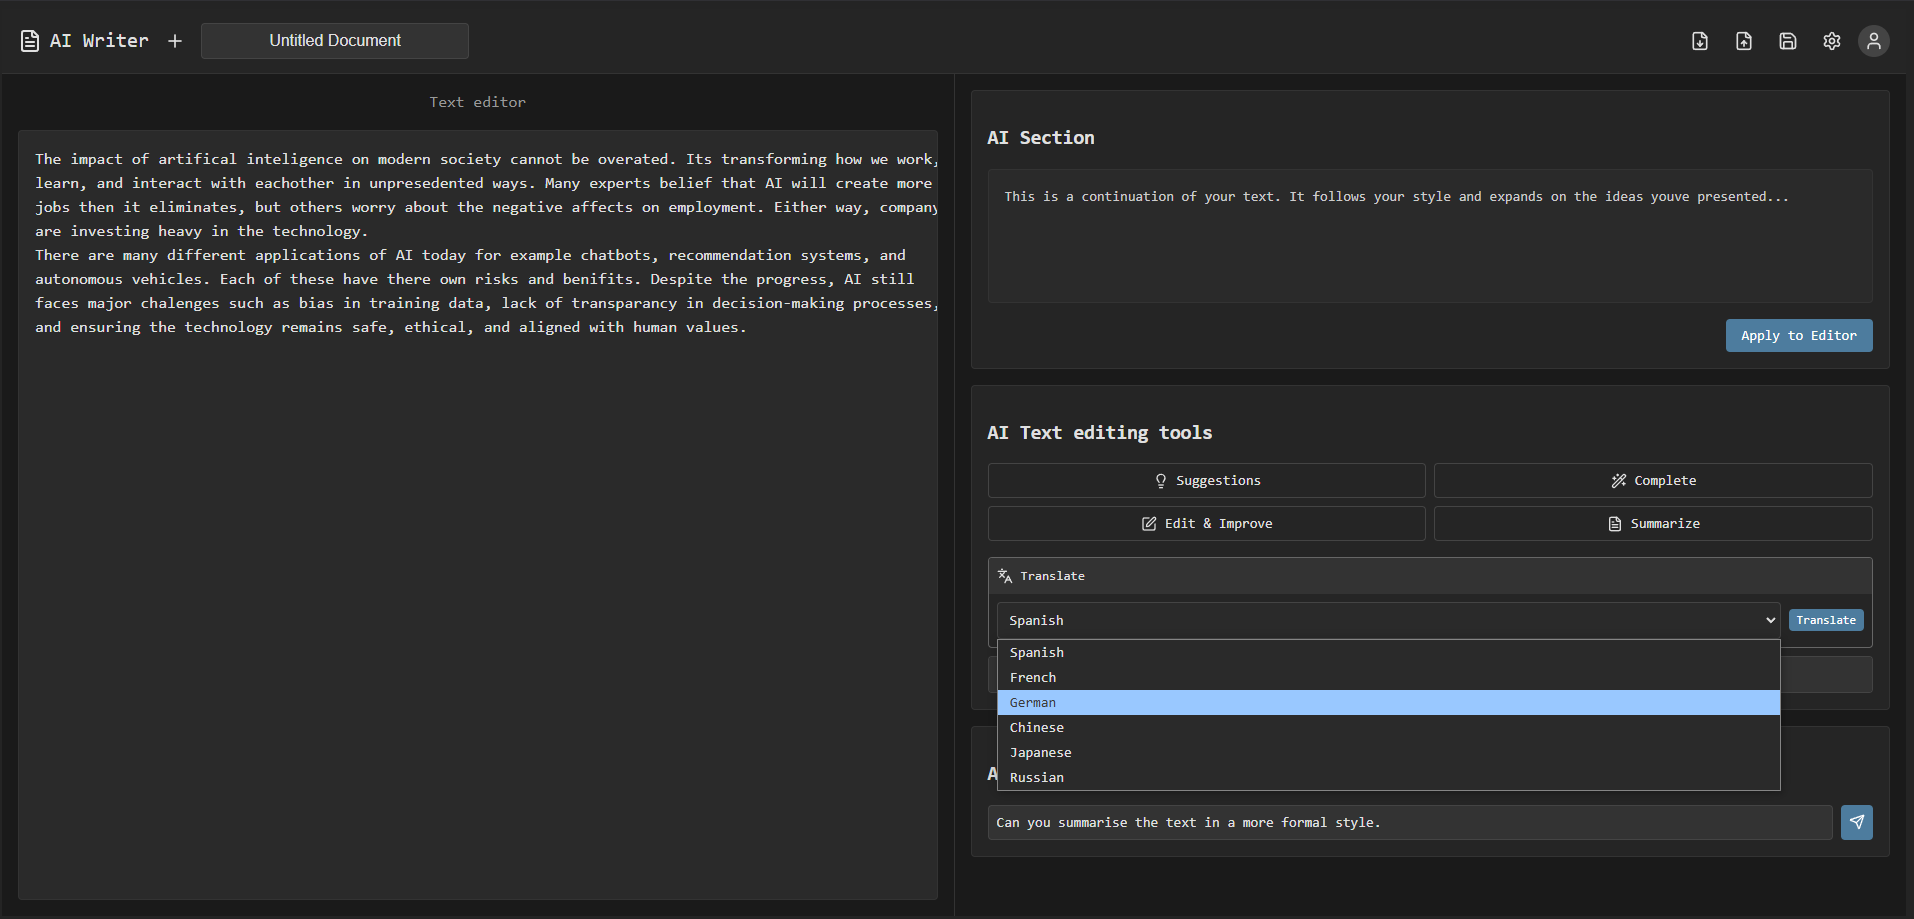 AI Writer
Untitled Document
Text editor
The impact of artifical inteligence on modern society cannot be overated. Its transforming how we work,
learn, and interact with eachother in unpresedented ways. Many experts belief that AI will create more
jobs then it eliminates, but others worry about the negative affects on employment. Either way, company
are investing heavy in the technology.
There are many different applications of AI today for example chatbots, recommendation systems, and
autonomous vehicles. Each of these have there own risks and benifits. Despite the progress, AI still
faces major chalenges such as bias in training data, lack of transparancy in decision-making processes,
and ensuring the technology remains safe, ethical, and aligned with human values.
AI Section
This is a continuation of your text. It follows your style and expands on the ideas youve presented...
Apply to Editor
AI Text editing tools
Suggestions
Complete
Edit & Improve
Summarize
Translate
Spanish
Translate
Spanish
French
German
Chinese
Japanese
Russian
Can you summarise the text in a more formal style.